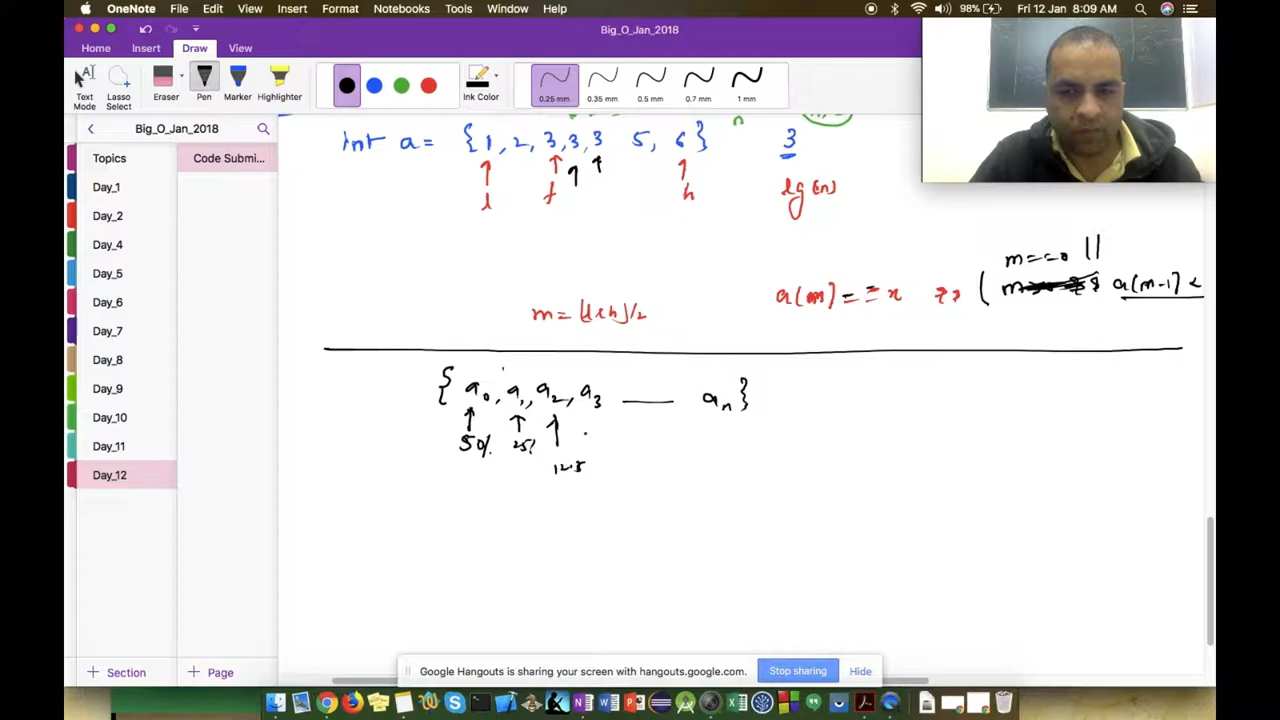 OneNote File Edit View Insert Format Notebooks Tools Window Help 98% Fri 12 Jan 8:09 AM
Big_O_Jan_2018
Home Insert Draw View
Text Mode Lasso Select Eraser Pen Marker Highlighter Ink Color 0.25 mm 0.35 mm 0.5 mm 0.7 mm 1 mm
Big_O_Jan_2018
Topics
Day_1
Day_2
Day_4
Day_5
Day_6
Day_7
Day_8
Day_9
Day_10
Day_11
Day_12
Code Submi...
n
int a = {1, 2, 3, 3, 3 5, 6} 3
l f h lg(n)
m==0 ||
a(m) == x ( a(m-1) <
m = (l+h)/2
{a0, a1, a2, a3 — an}
50% 25% 12.5
+ Section + Page
Google Hangouts is sharing your screen with hangouts.google.com. Stop sharing Hide